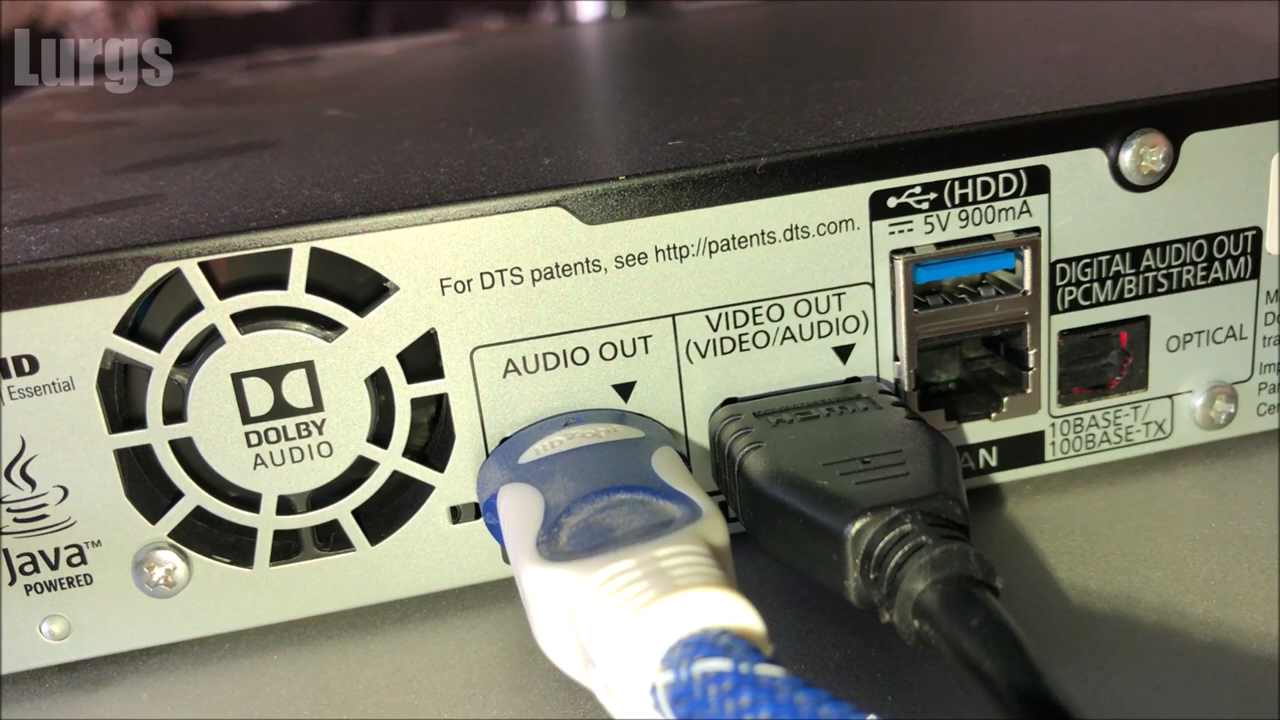 Lurgs
(HDD)
5V 900mA
For DTS patents, see http://patents.dts.com.
DIGITAL AUDIO OUT
(PCM/BITSTREAM)
OPTICAL
VIDEO OUT
(VIDEO/AUDIO)
AUDIO OUT
HDMI
Essential
DOLBY
AUDIO
10BASE-T/
100BASE-TX
AN
Java™
POWERED